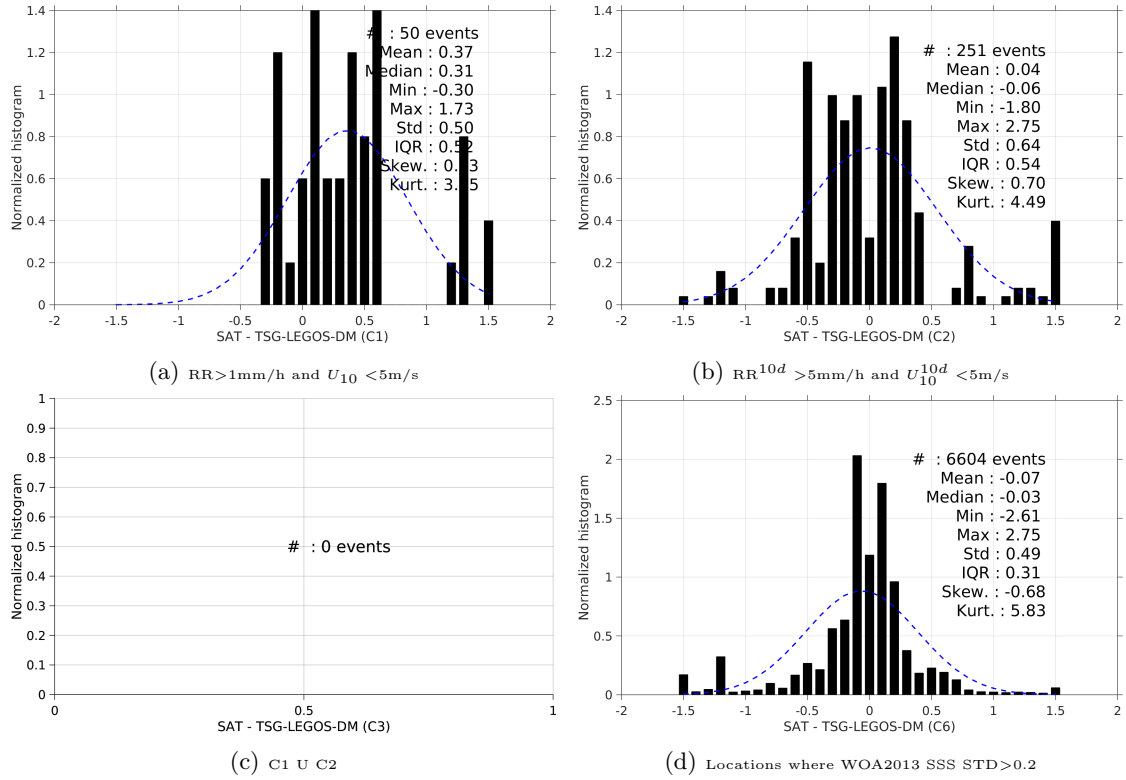 1.4
1.2
1
0.8
0.6
0.4
0.2
0
Normalized histogram
# : 50 events
Mean : 0.37
Median : 0.31
Min : -0.30
Max : 1.73
Std : 0.50
IQR : 0.52
Skew. :
Kurt. :
-2 -1.5 -1 -0.5 0 0.5 1 1.5 2
SAT - TSG-LEGOS-DM (C1)
(a) RR>1mm/h and U10 <5m/s
1.4
1.2
1
0.8
0.6
0.4
0.2
0
Normalized histogram
# : 251 events
Mean : 0.04
Median : -0.06
Min : -1.80
Max : 2.75
Std : 0.64
IQR : 0.54
Skew. : 0.70
Kurt. : 4.49
-2 -1.5 -1 -0.5 0 0.5 1 1.5 2
SAT - TSG-LEGOS-DM (C2)
(b) RR10d >5mm/h and U10d10 <5m/s
1
0.9
0.8
0.7
0.6
0.5
0.4
0.3
0.2
0.1
0
Normalized histogram
# : 0 events
0 0.5 1
SAT - TSG-LEGOS-DM (C3)
(c) C1 U C2
2.5
2
1.5
1
0.5
0
Normalized histogram
# : 6604 events
Mean : -0.07
Median : -0.03
Min : -2.61
Max : 2.75
Std : 0.49
IQR : 0.31
Skew. : -0.68
Kurt. : 5.83
-2 -1.5 -1 -0.5 0 0.5 1 1.5 2
SAT - TSG-LEGOS-DM (C6)
(d) Locations where WOA2013 SSS STD>0.2